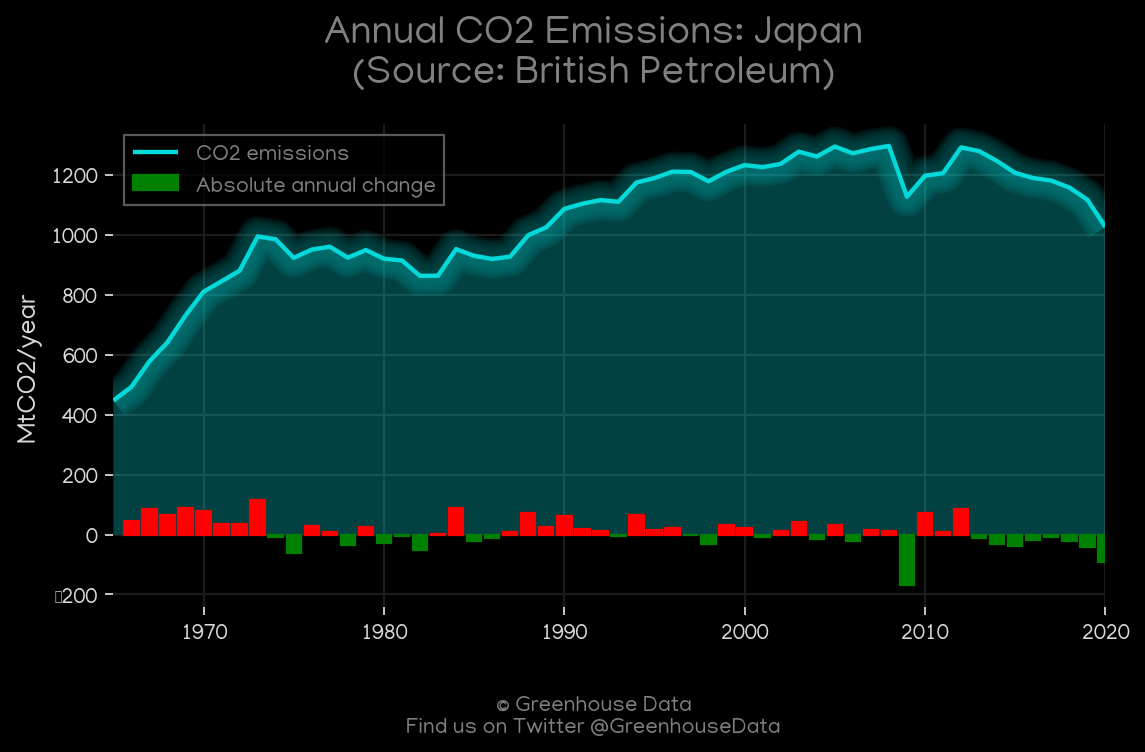 Annual CO2 Emissions: Japan
(Source: British Petroleum)
CO2 emissions
Absolute annual change
MtCO2/year
1200
1000
800
600
400
200
0
▯200
1970 1980 1990 2000 2010 2020
© Greenhouse Data
Find us on Twitter @GreenhouseData